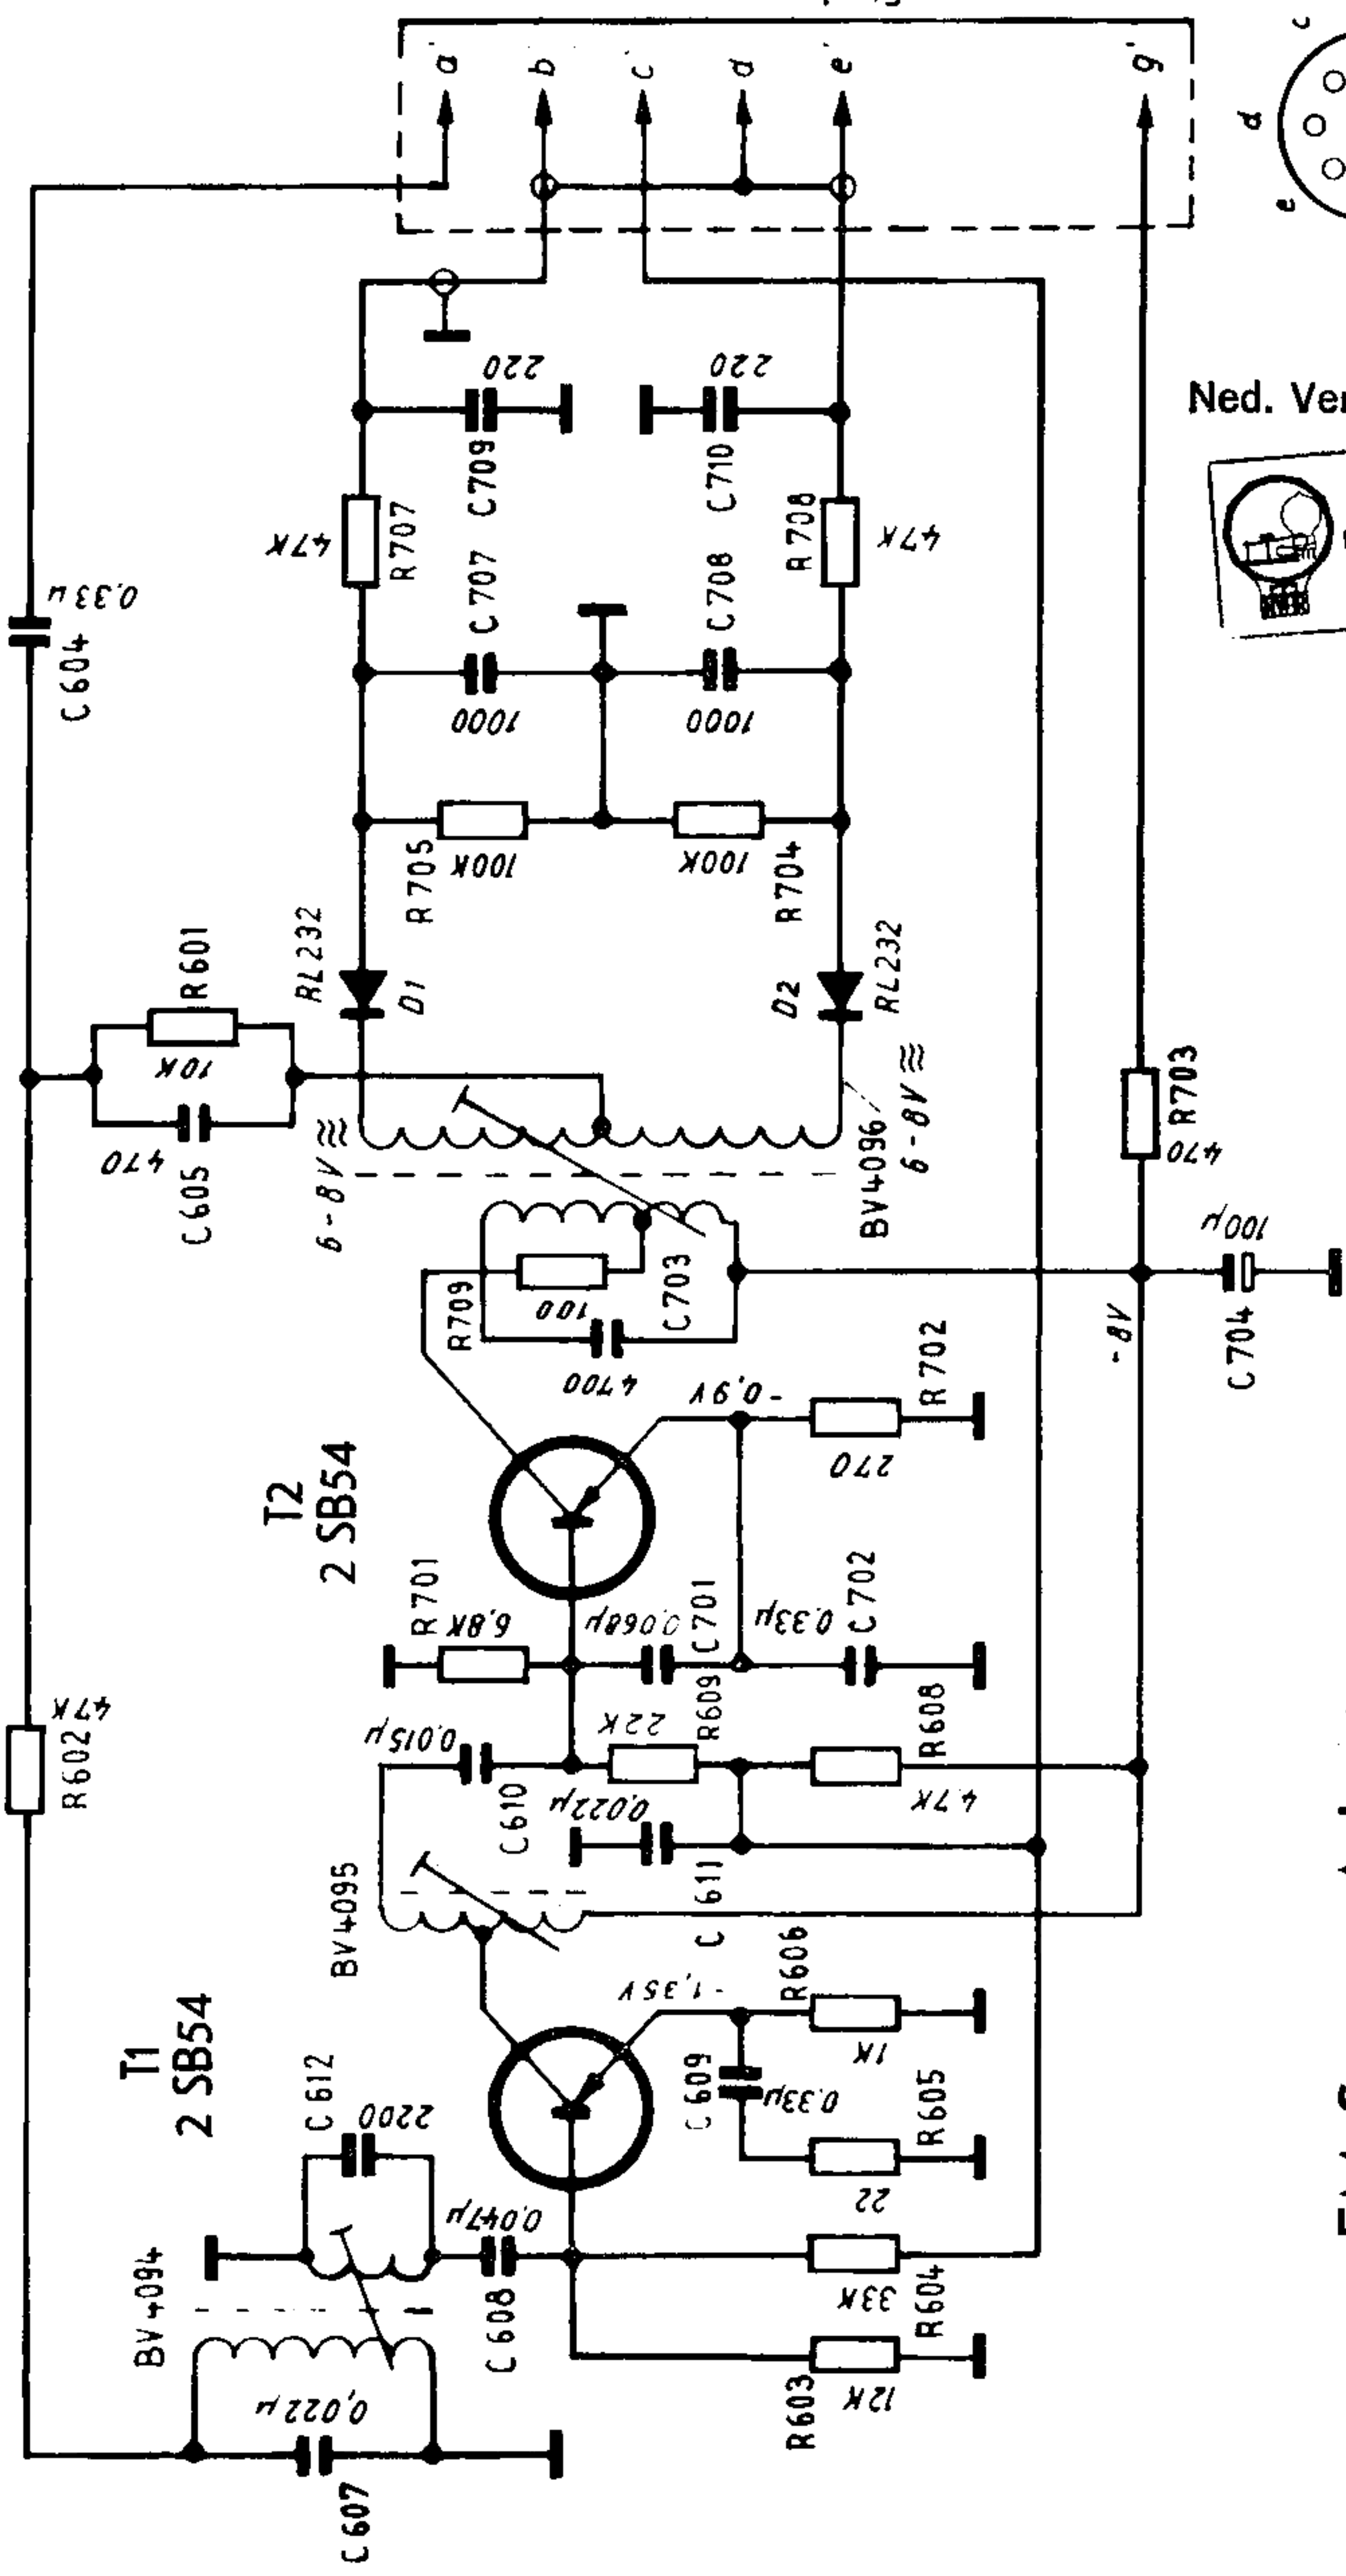 a
b
c
d
e
g'
c
d
e
Ned. Ver
0,33µ
C604
220
C709
220
C710
47K
R707
C707
1000
C708
1000
R708
47K
R705
100K
100K
R704
RL232
D1
D2
RL232
R601
10K
470
C605
6-8V ≈
BV4096
6-8V ≈
R703
470
100µ
C704
-8V
R709
100
C703
4700
-0,9V
R702
270
T2
2 SB54
R701
6,8K
0,068µ
C701
0,33µ
C702
47K
R602
0,015µ
C610
22K
R609
R608
4,7K
0,022µ
C611
BV4095
T1
2 SB54
C612
2200
-1,35V
R606
1K
C609
0,33µ
R605
22
BV4094
0,047µ
C608
33K
R604
R603
12K
0,022µ
C607